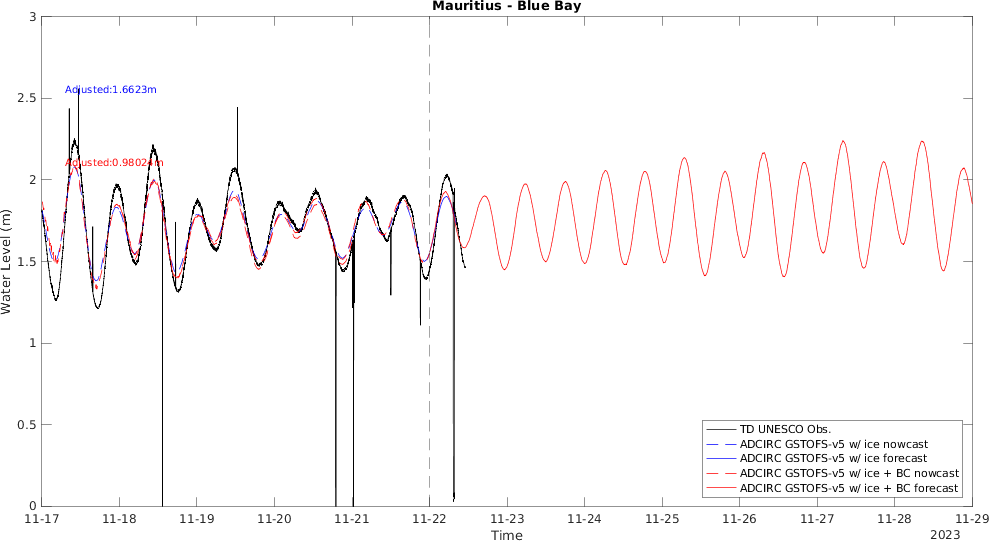 Mauritius - Blue Bay
Water Level (m)
3
2.5
2
1.5
1
0.5
0
Adjusted:1.6623m
Adjusted:0.98024m
TD UNESCO Obs.
ADCIRC GSTOFS-v5 w/ ice nowcast
ADCIRC GSTOFS-v5 w/ ice forecast
ADCIRC GSTOFS-v5 w/ ice + BC nowcast
ADCIRC GSTOFS-v5 w/ ice + BC forecast
11-17 11-18 11-19 11-20 11-21 11-22 11-23 11-24 11-25 11-26 11-27 11-28 11-29
Time
2023